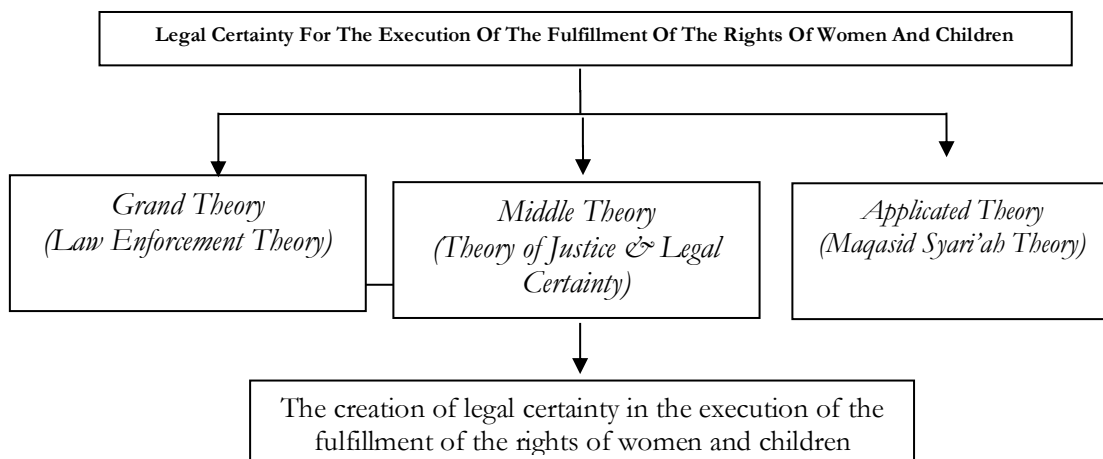 Legal Certainty For The Execution Of The Fulfillment Of The Rights Of Women And Children
Grand Theory
(Law Enforcement Theory)
Middle Theory
(Theory of Justice & Legal
Certainty)
Applicated Theory
(Maqasid Syari'ah Theory)
The creation of legal certainty in the execution of the
fulfillment of the rights of women and children